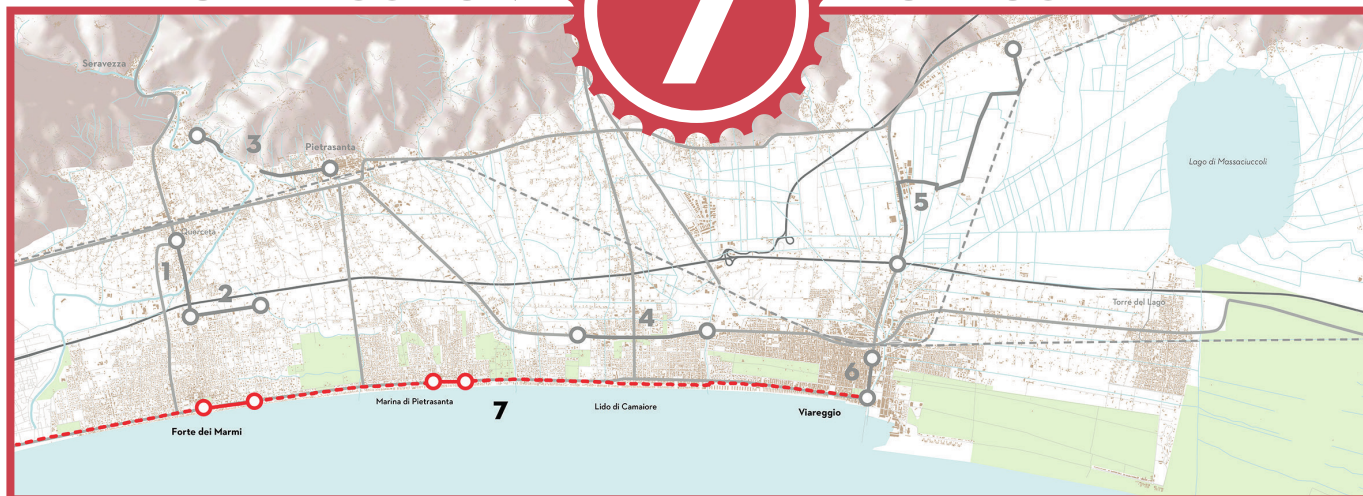 7
Seravezza
3
Pietrasanta
Lago di Massaciuccoli
5
Querceta
1
2
4
Torre del Lago
6
Marina di Pietrasanta
7
Lido di Camaiore
Viareggio
Forte dei Marmi